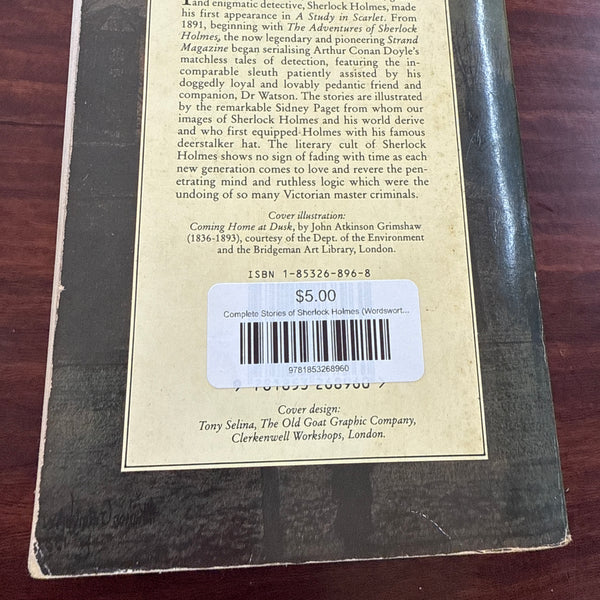 and enigmatic detective, Sherlock Holmes, made
his first appearance in A Study in Scarlet. From
1891, beginning with The Adventures of Sherlock
Holmes, the now legendary and pioneering Strand
Magazine began serialising Arthur Conan Doyle's
matchless tales of detection, featuring the in-
comparable sleuth patiently assisted by his
doggedly loyal and lovably pedantic friend and
companion, Dr Watson. The stories are illustrated
by the remarkable Sidney Paget from whom our
images of Sherlock Holmes and his world derive
and who first equipped Holmes with his famous
deerstalker hat. The literary cult of Sherlock
Holmes shows no sign of fading with time as each
new generation comes to love and revere the pen-
etrating mind and ruthless logic which were the
undoing of so many Victorian master criminals.
Cover illustration:
Coming Home at Dusk, by John Atkinson Grimshaw
(1836-1893), courtesy of the Dept. of the Environment
and the Bridgeman Art Library, London.
ISBN 1-85326-896-8
$5.00
Complete Stories of Sherlock Holmes (Wordswort...
9781853268960
9 781853 268960 >
Cover design:
Tony Selina, The Old Goat Graphic Company,
Clerkenwell Workshops, London.